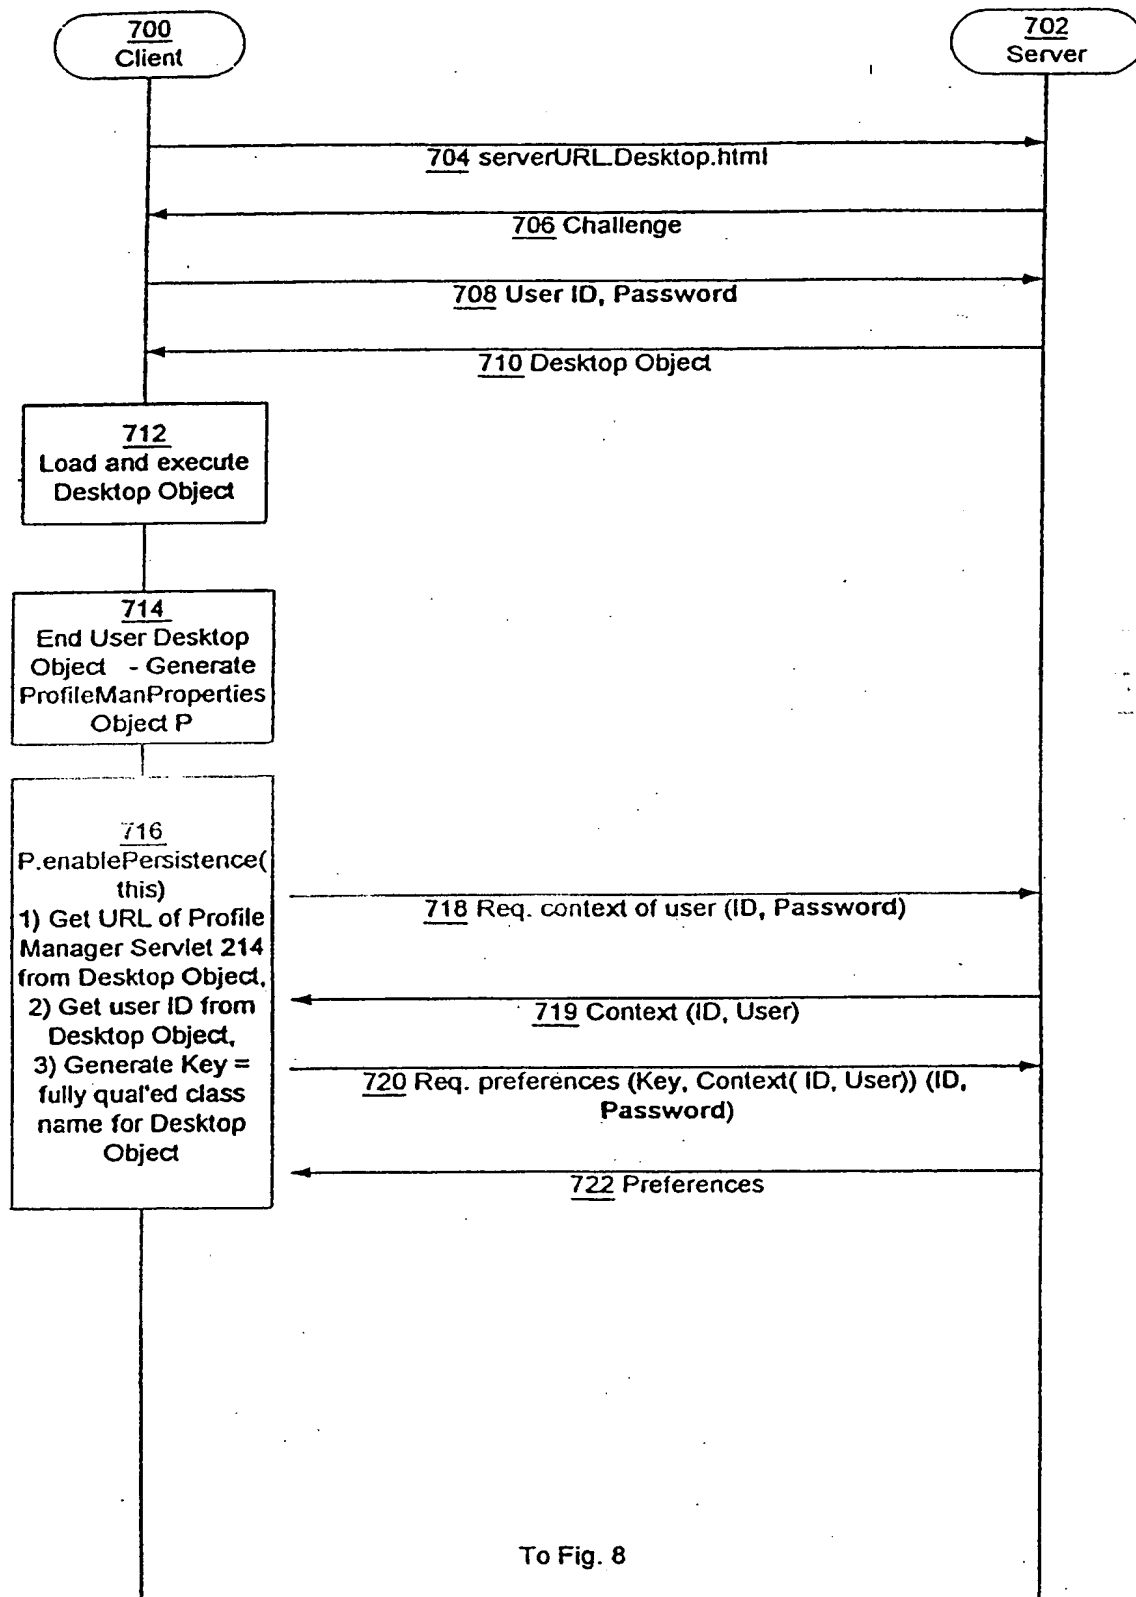 700
Client
702
Server
704 serverURL.Desktop.html
706 Challenge
708 User ID, Password
710 Desktop Object
712
Load and execute
Desktop Object
714
End User Desktop
Object - Generate
ProfileManProperties
Object P
716
P.enablePersistence(
this)
1) Get URL of Profile
Manager Servlet 214
from Desktop Object,
2) Get user ID from
Desktop Object,
3) Generate Key =
fully qual'ed class
name for Desktop
Object
718 Req. context of user (ID, Password)
719 Context (ID, User)
720 Req. preferences (Key, Context( ID, User)) (ID,
Password)
722 Preferences
To Fig. 8